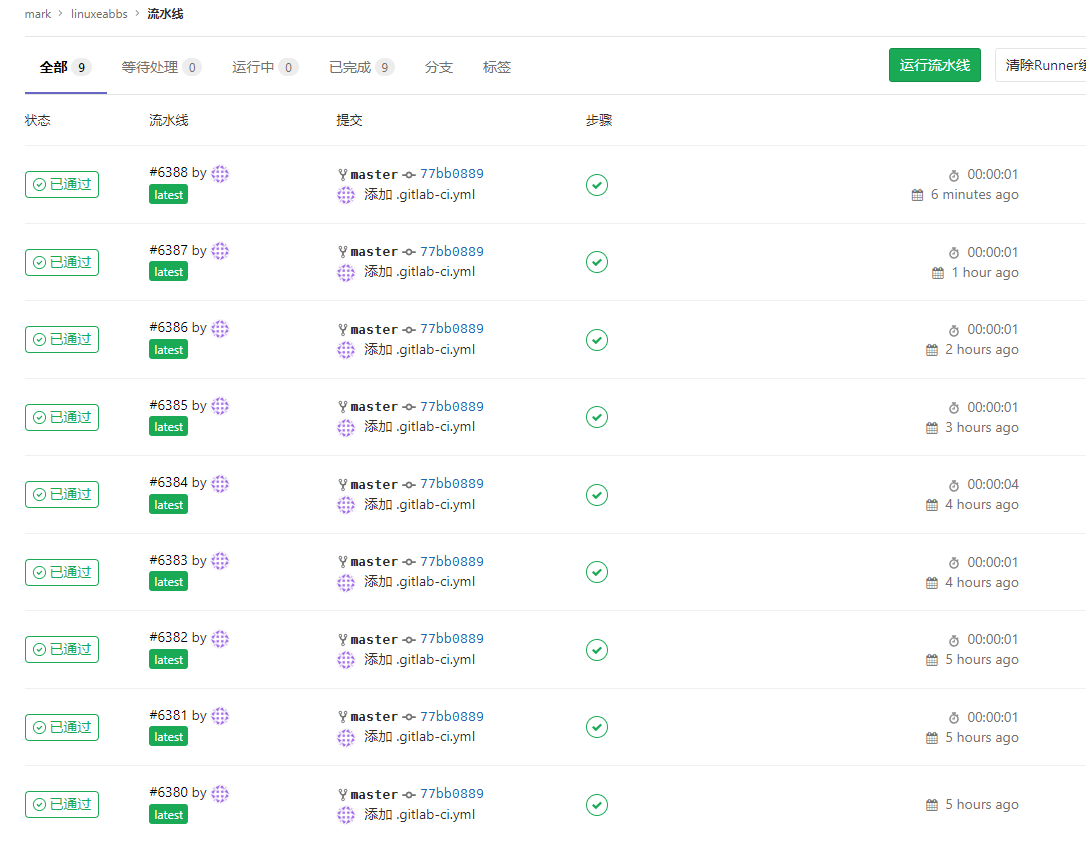 mark > linuxeabbs > 流水线
全部 9 等待处理 0 运行中 0 已完成 9 分支 标签 运行流水线 清除Runner
状态 流水线 提交 步骤
已通过 #6388 by latest master 77bb0889 添加 .gitlab-ci.yml 00:00:01 6 minutes ago
已通过 #6387 by latest master 77bb0889 添加 .gitlab-ci.yml 00:00:01 1 hour ago
已通过 #6386 by latest master 77bb0889 添加 .gitlab-ci.yml 00:00:01 2 hours ago
已通过 #6385 by latest master 77bb0889 添加 .gitlab-ci.yml 00:00:01 3 hours ago
已通过 #6384 by latest master 77bb0889 添加 .gitlab-ci.yml 00:00:04 4 hours ago
已通过 #6383 by latest master 77bb0889 添加 .gitlab-ci.yml 00:00:01 4 hours ago
已通过 #6382 by latest master 77bb0889 添加 .gitlab-ci.yml 00:00:01 5 hours ago
已通过 #6381 by latest master 77bb0889 添加 .gitlab-ci.yml 00:00:01 5 hours ago
已通过 #6380 by latest master 77bb0889 添加 .gitlab-ci.yml 5 hours ago